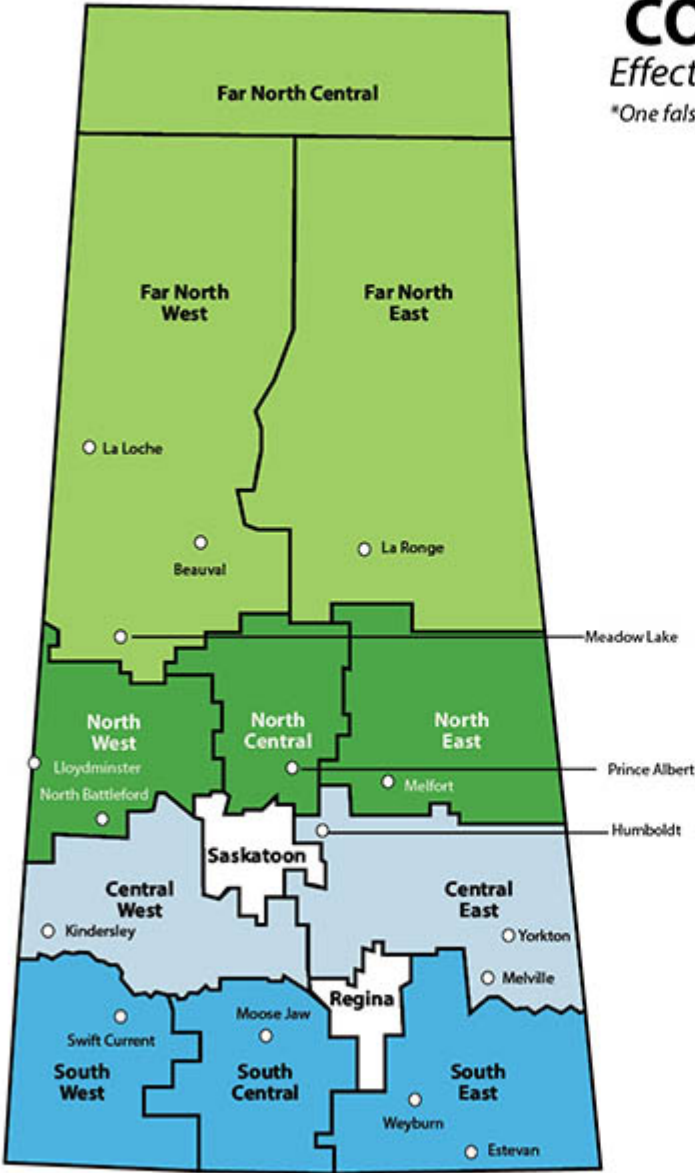 CO
Effect
*One fals
Far North Central
Far North
West
Far North
East
La Loche
Beauval
La Ronge
Meadow Lake
North
West
North
Central
North
East
Lloydminster
Prince Albert
North Battleford
Melfort
Humboldt
Saskatoon
Central
West
Central
East
Kindersley
Yorkton
Melville
Regina
Swift Current
Moose Jaw
South
West
South
Central
South
East
Weyburn
Estevan